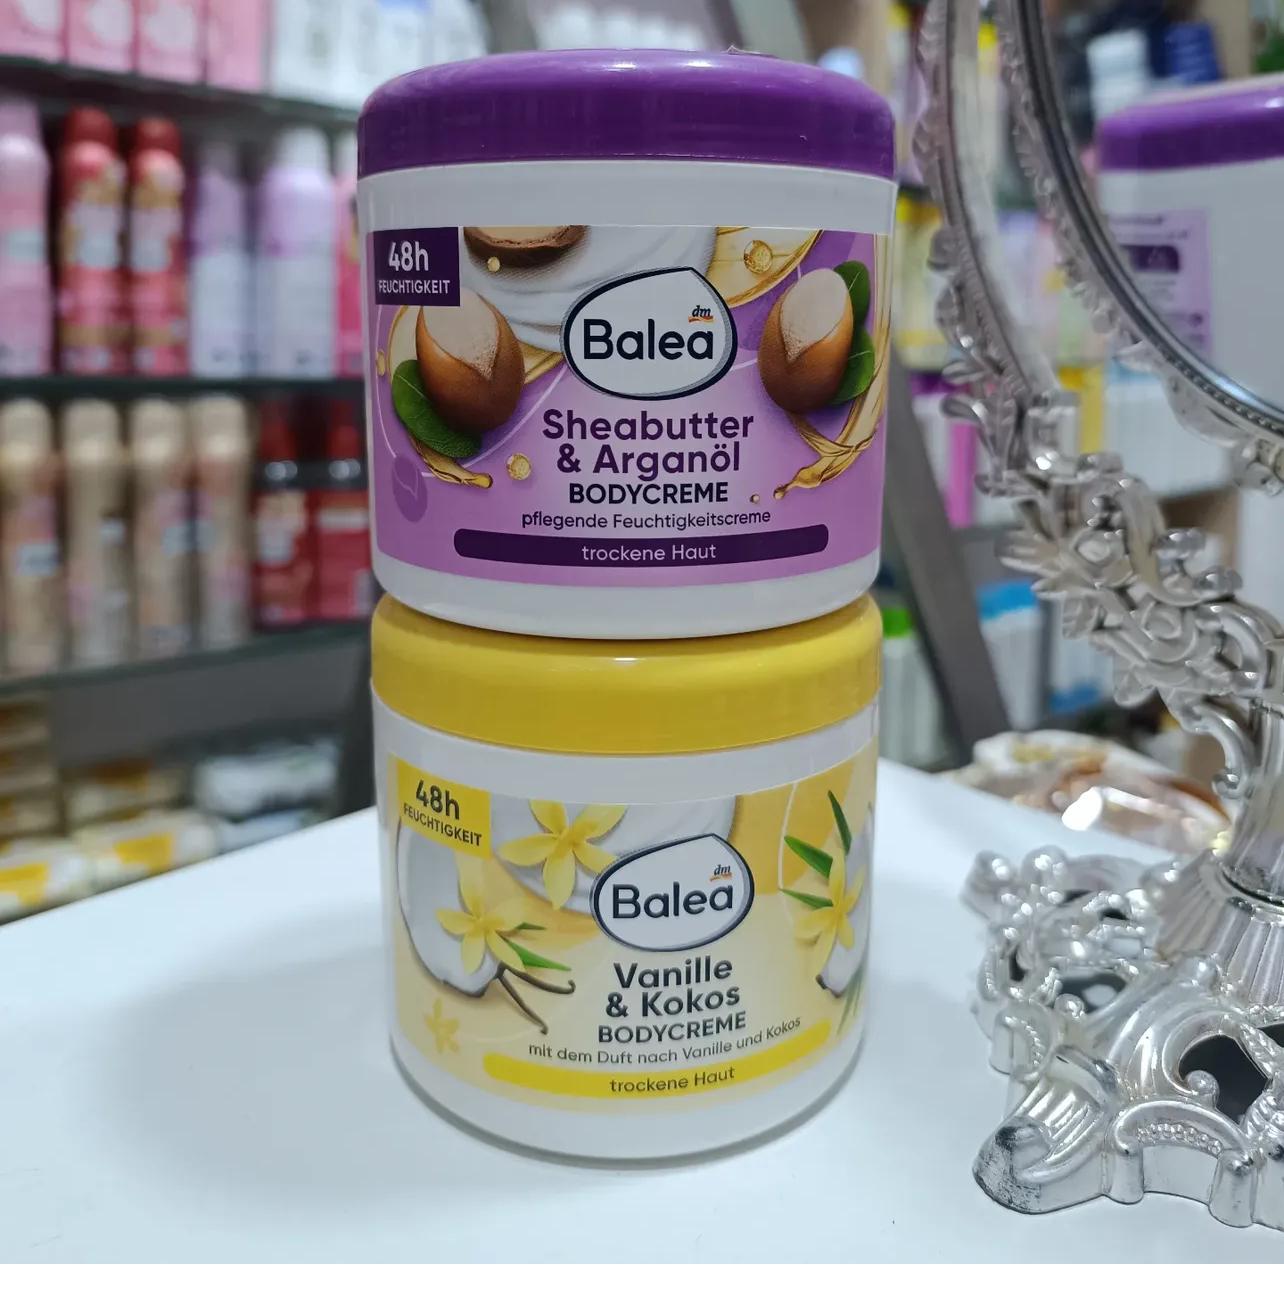 48h
FEUCHTIGKEIT
dm
Balea
Sheabutter
& Arganöl
BODYCREME
pflegende Feuchtigkeitscreme
trockene Haut
48h
FEUCHTIGKEIT
dm
Balea
Vanille
& Kokos
BODYCREME
mit dem Duft nach Vanille und Kokos
trockene Haut